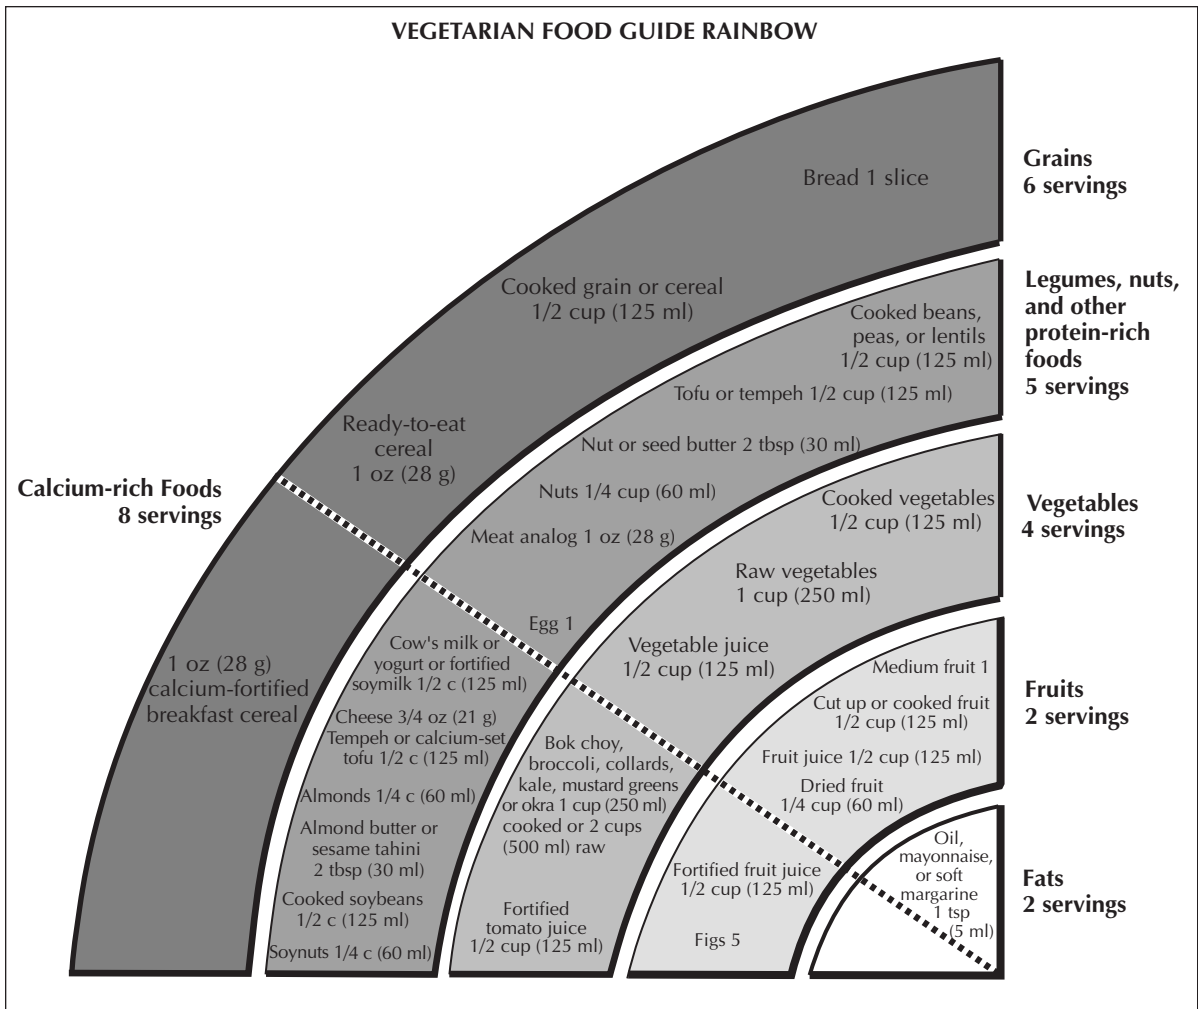 VEGETARIAN FOOD GUIDE RAINBOW
Bread 1 slice
Cooked grain or cereal
1/2 cup (125 ml)
Ready-to-eat
cereal
1 oz (28 g)
1 oz (28 g)
calcium-fortified
breakfast cereal
Grains
6 servings
Cooked beans,
peas, or lentils
1/2 cup (125 ml)
Tofu or tempeh 1/2 cup (125 ml)
Nut or seed butter 2 tbsp (30 ml)
Nuts 1/4 cup (60 ml)
Meat analog 1 oz (28 g)
Egg 1
Cow's milk or
yogurt or fortified
soymilk 1/2 c (125 ml)
Cheese 3/4 oz (21 g)
Tempeh or calcium-set
tofu 1/2 c (125 ml)
Almonds 1/4 c (60 ml)
Almond butter or
sesame tahini
2 tbsp (30 ml)
Cooked soybeans
1/2 c (125 ml)
Soynuts 1/4 c (60 ml)
Legumes, nuts,
and other
protein-rich
foods
5 servings
Cooked vegetables
1/2 cup (125 ml)
Raw vegetables
1 cup (250 ml)
Vegetable juice
1/2 cup (125 ml)
Bok choy,
broccoli, collards,
kale, mustard greens
or okra 1 cup (250 ml)
cooked or 2 cups
(500 ml) raw
Fortified
tomato juice
1/2 cup (125 ml)
Vegetables
4 servings
Medium fruit 1
Cut up or cooked fruit
1/2 cup (125 ml)
Fruit juice 1/2 cup (125 ml)
Dried fruit
1/4 cup (60 ml)
Fortified fruit juice
1/2 cup (125 ml)
Figs 5
Fruits
2 servings
Oil,
mayonnaise,
or soft
margarine
1 tsp
(5 ml)
Fats
2 servings
Calcium-rich Foods
8 servings